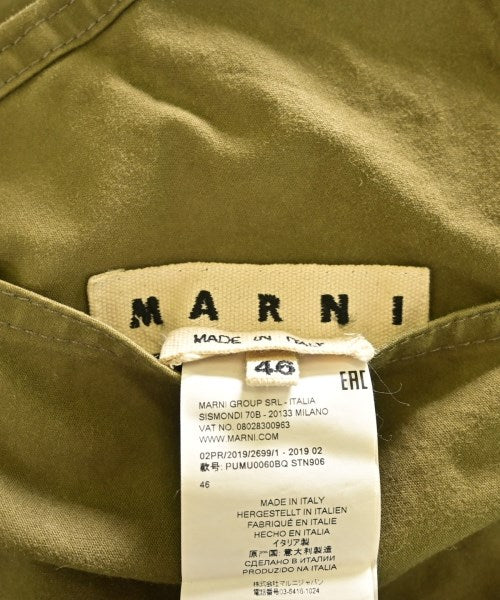 MARNI
MADE IN ITALY
46
EAC
MARNI GROUP SRL - ITALIA
SISMONDI 70B - 20133 MILANO
VAT NO. 08028300963
WWW.MARNI.COM
02PR/2019/2699/1 - 2019 02
款号: PUMU0060BQ STN906
46
MADE IN ITALY
HERGESTELLT IN ITALIEN
FABRIQUÉ EN ITALIE
HECHO EN ITALIA
イタリア製
原产国: 意大利製造
СДЕЛАНО В ИТАЛИИ
PRODUZIDO NA ITALIA
株式会社マルニジャパン
電話番号 03-5416-1024